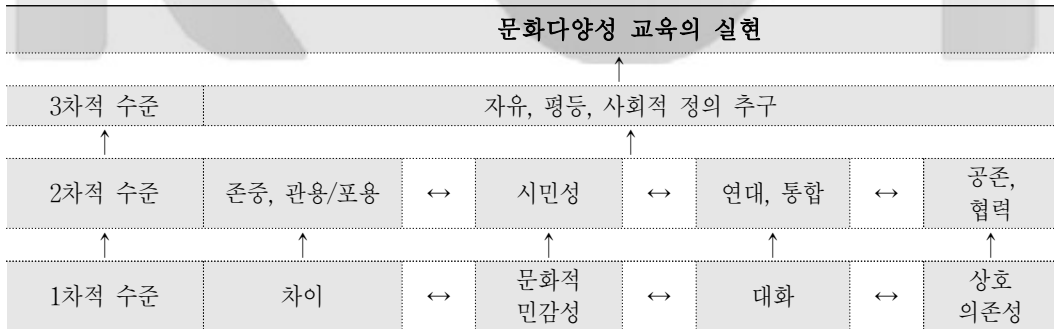 문화다양성 교육의 실현
↑
3차적 수준 자유, 평등, 사회적 정의 추구
↑ ↑
2차적 수준 존중, 관용/포용 ↔ 시민성 ↔ 연대, 통합 ↔ 공존,
협력
↑ ↑ ↑ ↑ ↑
1차적 수준 차이 ↔ 문화적
민감성 ↔ 대화 ↔ 상호
의존성